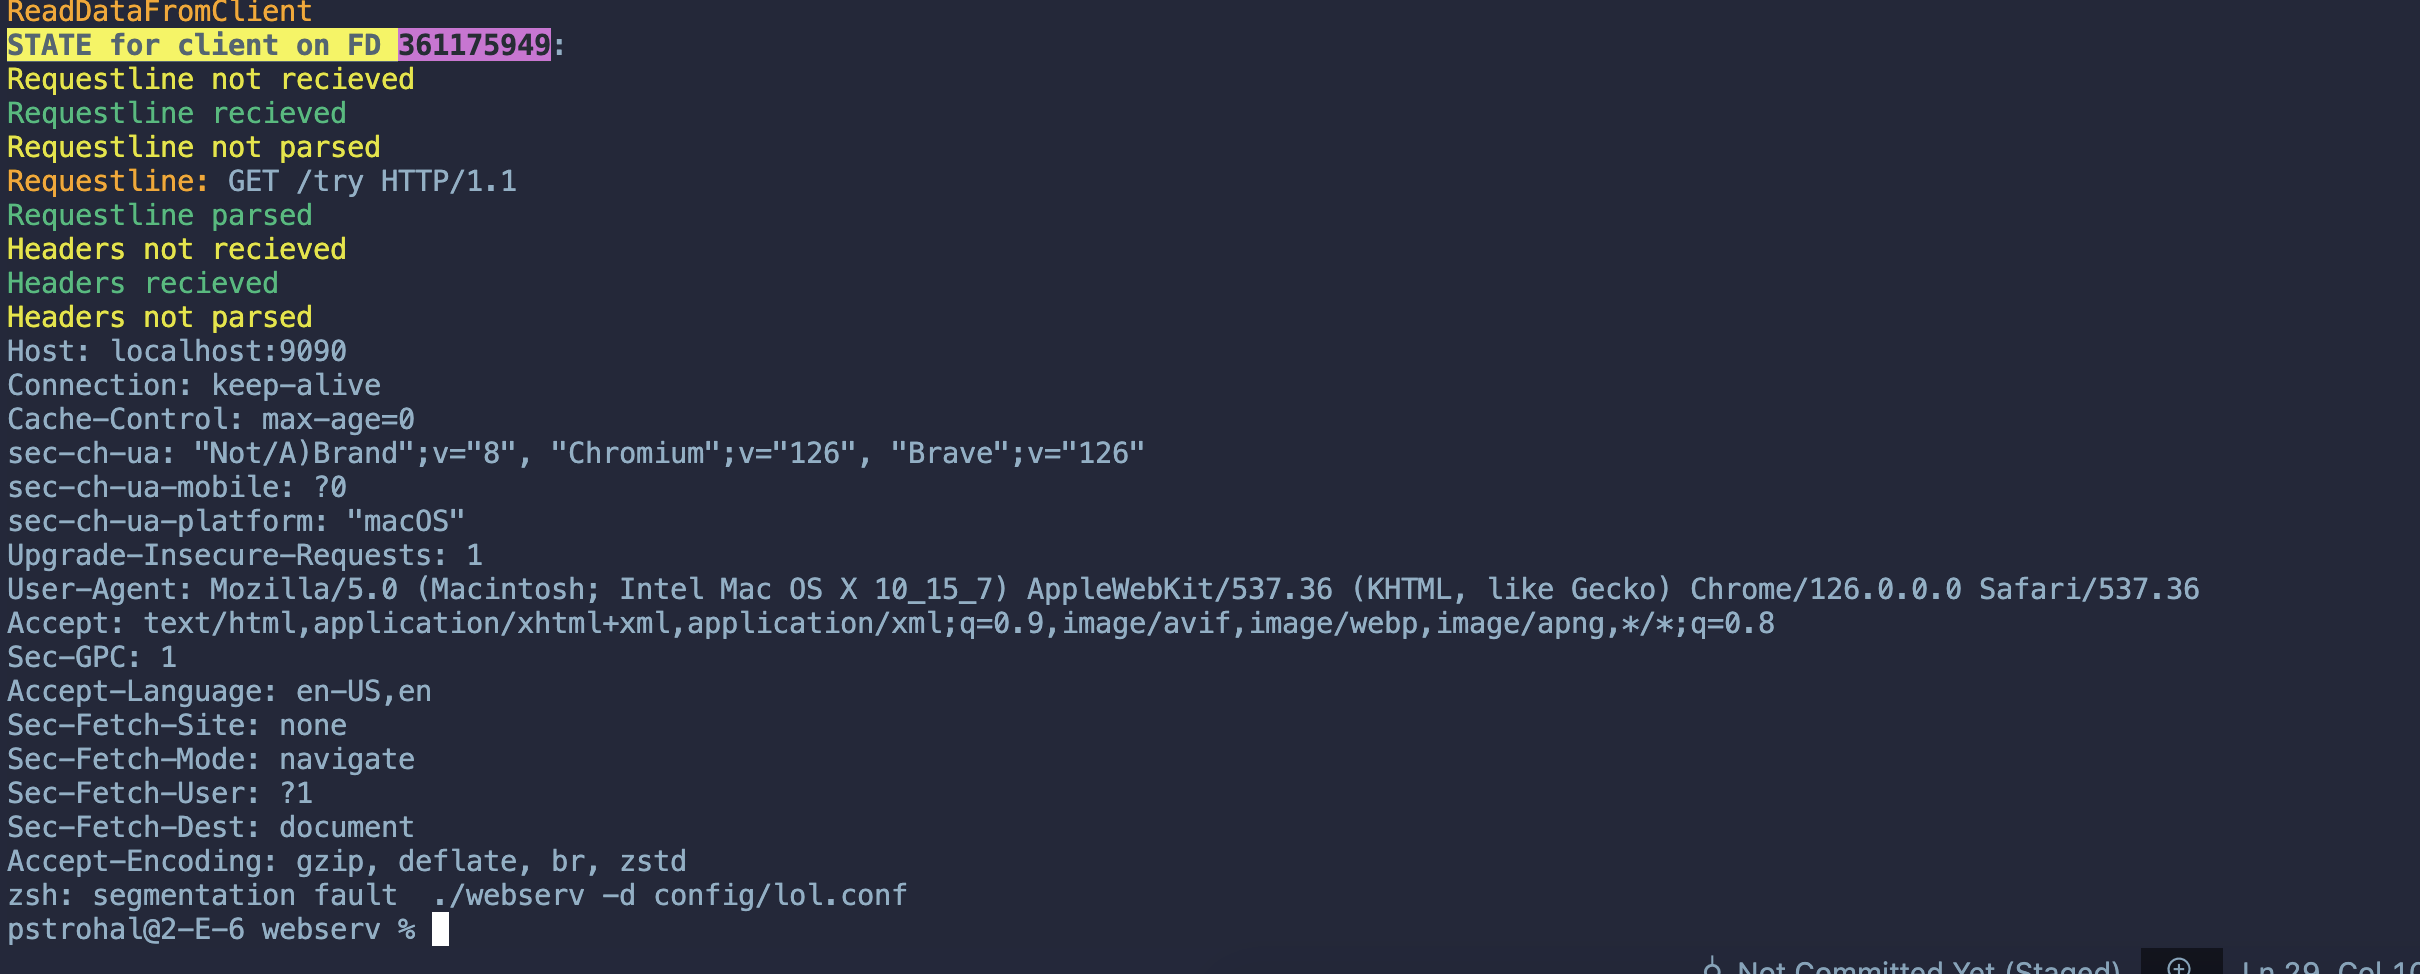 ReadDataFromClient
STATE for client on FD 361175949:
Requestline not recieved
Requestline recieved
Requestline not parsed
Requestline: GET /try HTTP/1.1
Requestline parsed
Headers not recieved
Headers recieved
Headers not parsed
Host: localhost:9090
Connection: keep-alive
Cache-Control: max-age=0
sec-ch-ua: "Not/A)Brand";v="8", "Chromium";v="126", "Brave";v="126"
sec-ch-ua-mobile: ?0
sec-ch-ua-platform: "macOS"
Upgrade-Insecure-Requests: 1
User-Agent: Mozilla/5.0 (Macintosh; Intel Mac OS X 10_15_7) AppleWebKit/537.36 (KHTML, like Gecko) Chrome/126.0.0.0 Safari/537.36
Accept: text/html,application/xhtml+xml,application/xml;q=0.9,image/avif,image/webp,image/apng,*/*;q=0.8
Sec-GPC: 1
Accept-Language: en-US,en
Sec-Fetch-Site: none
Sec-Fetch-Mode: navigate
Sec-Fetch-User: ?1
Sec-Fetch-Dest: document
Accept-Encoding: gzip, deflate, br, zstd
zsh: segmentation fault  ./webserv -d config/lol.conf
pstrohal@2-E-6 webserv %
Not Committed Yet (Staged) Ln 29, Col